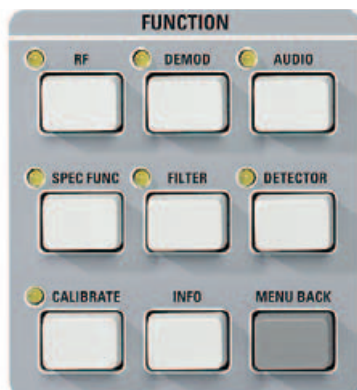 FUNCTION
RF DEMOD AUDIO
SPEC FUNC FILTER DETECTOR
CALIBRATE INFO MENU BACK